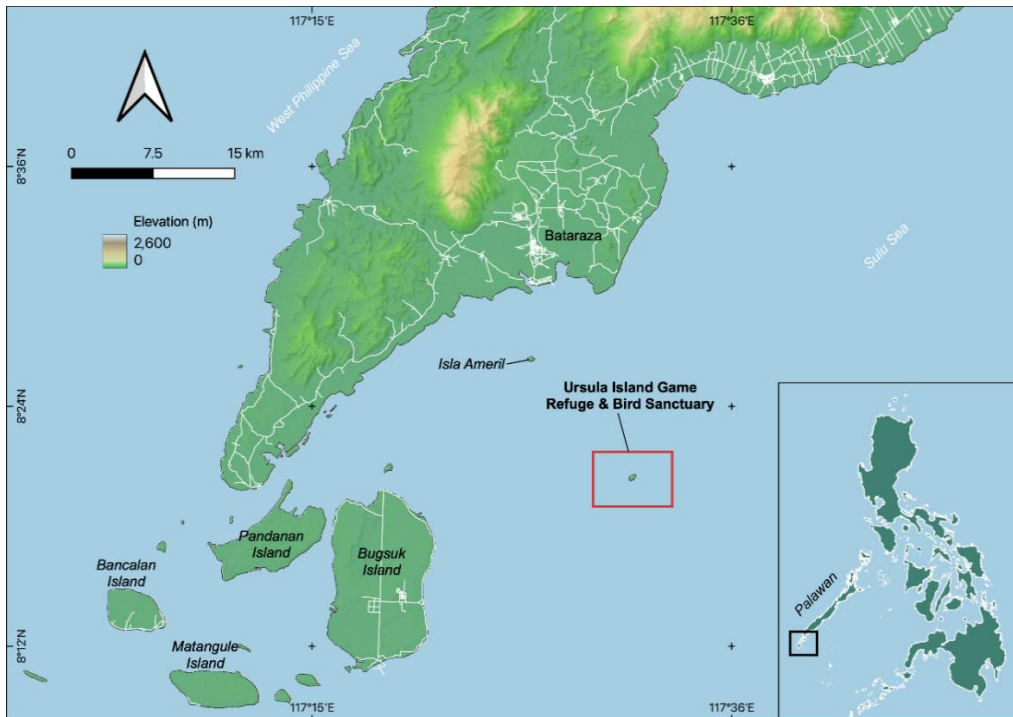 117°15'E
117°36'E
West Philippine Sea
0
7.5
15 km
8°36'N
Elevation (m)
2,600
0
Bataraza
Sulu Sea
Isla Ameril
Ursula Island Game
Refuge & Bird Sanctuary
8°24'N
Pandanan
Island
Bugsuk
Island
Bancalan
Island
Palawan
Matangule
Island
8°12'N
117°15'E
117°36'E